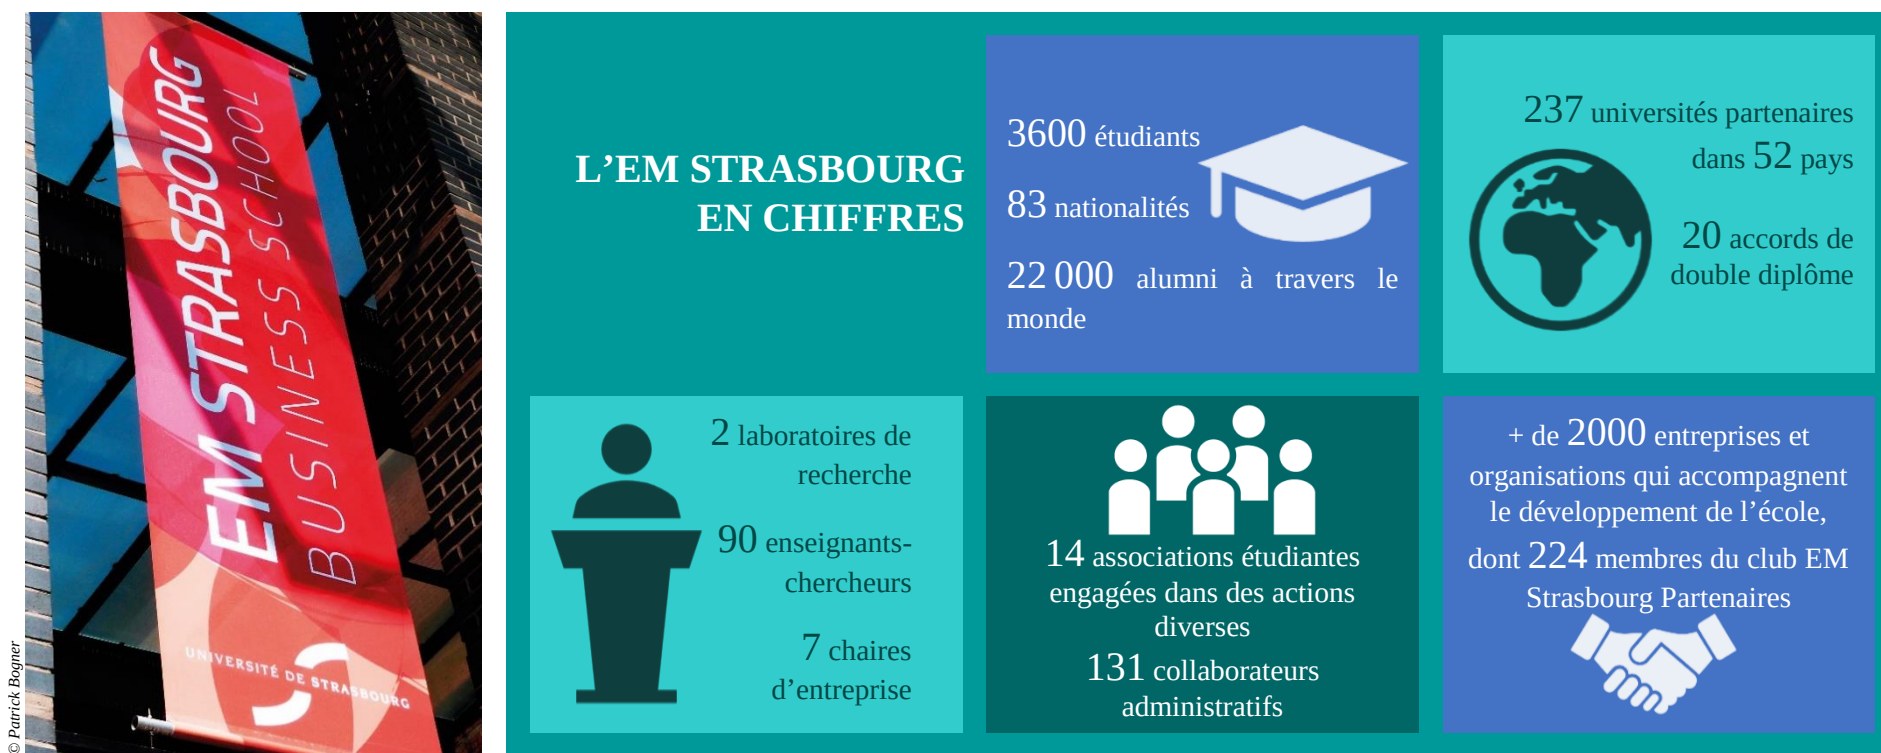 EM STRASBOURG
BUSINESS SCHOOL
UNIVERSITÉ DE STRASBOURG
© Patrick Bogner
L’EM STRASBOURG
EN CHIFFRES
3600 étudiants
83 nationalités
22 000 alumni à travers le
monde
237 universités partenaires
dans 52 pays
20 accords de
double diplôme
2 laboratoires de
recherche
90 enseignants-
chercheurs
7 chaires
d’entreprise
14 associations étudiantes
engagées dans des actions
diverses
131 collaborateurs
administratifs
+ de 2000 entreprises et
organisations qui accompagnent
le développement de l’école,
dont 224 membres du club EM
Strasbourg Partenaires